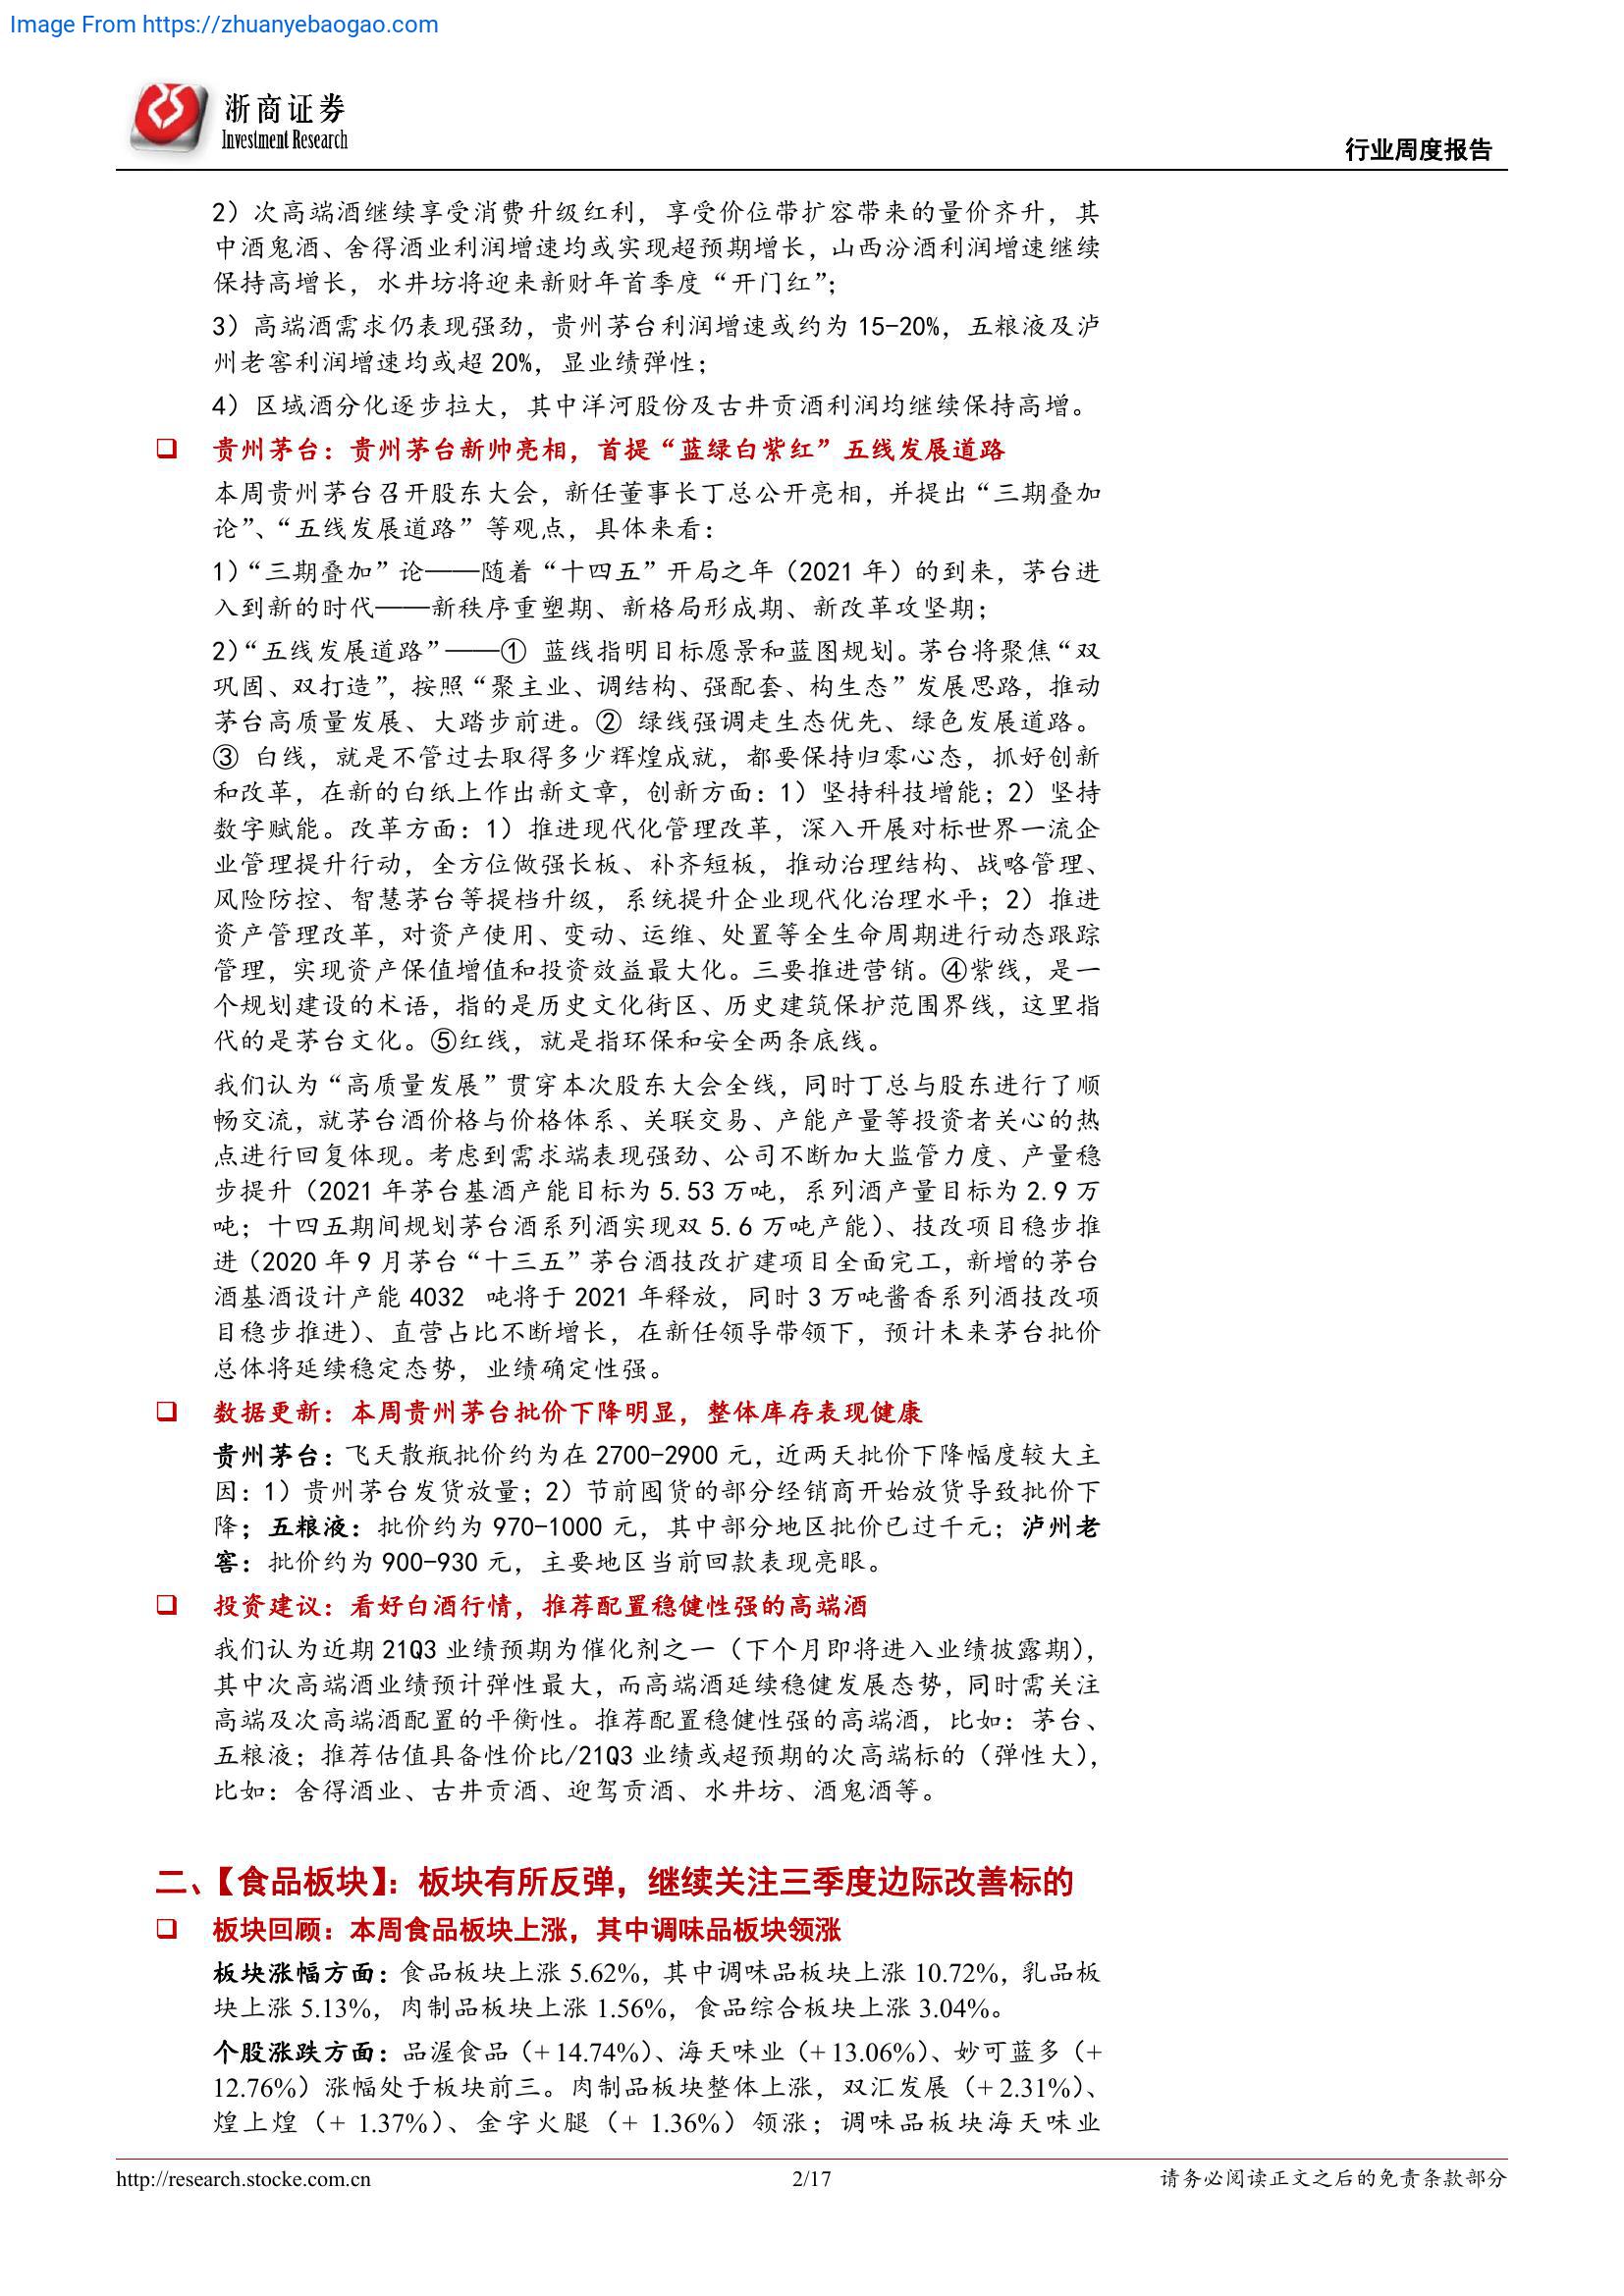 Image From https://zhuanyebaogao.com
浙商证券
Investment Research
行业周度报告
2）次高端酒继续享受消费升级红利，享受价位带扩容带来的量价齐升，其
中酒鬼酒、舍得酒业利润增速均或实现超预期增长，山西汾酒利润增速继续
保持高增长，水井坊将迎来新财年首季度“开门红”；
3）高端酒需求仍表现强劲，贵州茅台利润增速或约为 15-20%，五粮液及泸
州老窖利润增速均或超 20%，显业绩弹性；
4）区域酒分化逐步拉大，其中洋河股份及古井贡酒利润均继续保持高增。
❑ 贵州茅台：贵州茅台新帅亮相，首提“蓝绿白紫红”五线发展道路
本周贵州茅台召开股东大会，新任董事长丁总公开亮相，并提出“三期叠加
论”、“五线发展道路”等观点，具体来看：
1）“三期叠加”论——随着“十四五”开局之年（2021 年）的到来，茅台进
入到新的时代——新秩序重塑期、新格局形成期、新改革攻坚期；
2）“五线发展道路”——① 蓝线指明目标愿景和蓝图规划。茅台将聚焦“双
巩固、双打造”，按照“聚主业、调结构、强配套、构生态”发展思路，推动
茅台高质量发展、大踏步前进。② 绿线强调走生态优先、绿色发展道路。
③ 白线，就是不管过去取得多少辉煌成就，都要保持归零心态，抓好创新
和改革，在新的白纸上作出新文章，创新方面：1）坚持科技增能；2）坚持
数字赋能。改革方面：1）推进现代化管理改革，深入开展对标世界一流企
业管理提升行动，全方位做强长板、补齐短板，推动治理结构、战略管理、
风险防控、智慧茅台等提档升级，系统提升企业现代化治理水平；2）推进
资产管理改革，对资产使用、变动、运维、处置等全生命周期进行动态跟踪
管理，实现资产保值增值和投资效益最大化。三要推进营销。④紫线，是一
个规划建设的术语，指的是历史文化街区、历史建筑保护范围界线，这里指
代的是茅台文化。⑤红线，就是指环保和安全两条底线。
我们认为“高质量发展”贯穿本次股东大会全线，同时丁总与股东进行了顺
畅交流，就茅台酒价格与价格体系、关联交易、产能产量等投资者关心的热
点进行回复体现。考虑到需求端表现强劲、公司不断加大监管力度、产量稳
步提升（2021 年茅台基酒产能目标为 5.53 万吨，系列酒产量目标为 2.9 万
吨；十四五期间规划茅台酒系列酒实现双 5.6 万吨产能）、技改项目稳步推
进（2020 年 9 月茅台“十三五”茅台酒技改扩建项目全面完工，新增的茅台
酒基酒设计产能 4032 吨将于 2021 年释放，同时 3 万吨酱香系列酒技改项
目稳步推进）、直营占比不断增长，在新任领导带领下，预计未来茅台批价
总体将延续稳定态势，业绩确定性强。
❑ 数据更新：本周贵州茅台批价下降明显，整体库存表现健康
贵州茅台：飞天散瓶批价约为在 2700-2900 元，近两天批价下降幅度较大主
因：1）贵州茅台发货放量；2）节前囤货的部分经销商开始放货导致批价下
降；五粮液：批价约为 970-1000 元，其中部分地区批价已过千元；泸州老
窖：批价约为 900-930 元，主要地区当前回款表现亮眼。
❑ 投资建议：看好白酒行情，推荐配置稳健性强的高端酒
我们认为近期 21Q3 业绩预期为催化剂之一（下个月即将进入业绩披露期），
其中次高端酒业绩预计弹性最大，而高端酒延续稳健发展态势，同时需关注
高端及次高端酒配置的平衡性。推荐配置稳健性强的高端酒，比如：茅台、
五粮液；推荐估值具备性价比/21Q3 业绩或超预期的次高端标的（弹性大），
比如：舍得酒业、古井贡酒、迎驾贡酒、水井坊、酒鬼酒等。
二、【食品板块】：板块有所反弹，继续关注三季度边际改善标的
❑ 板块回顾：本周食品板块上涨，其中调味品板块领涨
板块涨幅方面：食品板块上涨 5.62%，其中调味品板块上涨 10.72%，乳品板
块上涨 5.13%，肉制品板块上涨 1.56%，食品综合板块上涨 3.04%。
个股涨跌方面：品渥食品（+ 14.74%）、海天味业（+ 13.06%）、妙可蓝多（+
12.76%）涨幅处于板块前三。肉制品板块整体上涨，双汇发展（+ 2.31%）、
煌上煌（+ 1.37%）、金字火腿（+ 1.36%）领涨；调味品板块海天味业
http://research.stocke.com.cn
2/17
请务必阅读正文之后的免责条款部分